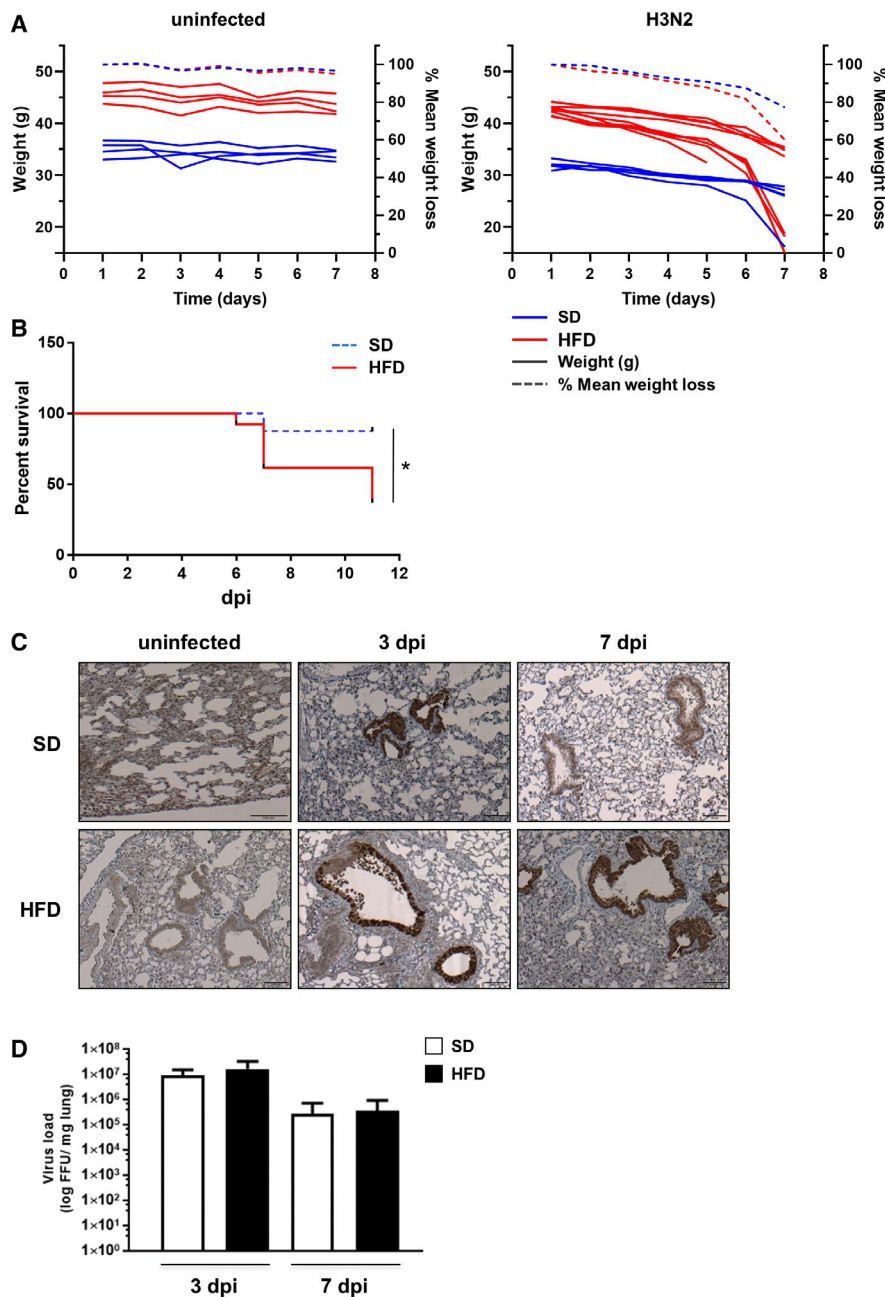 A
uninfected
H3N2
Weight (g)
50
40
30
20
% Mean weight loss
100
80
60
40
20
0
0 1 2 3 4 5 6 7 8
Time (days)
Weight (g)
50
40
30
20
% Mean weight loss
100
80
60
40
20
0
0 1 2 3 4 5 6 7 8
Time (days)
SD
HFD
Weight (g)
% Mean weight loss
B
Percent survival
150
100
50
0
0 2 4 6 8 10 12
dpi
SD
HFD
*
C
uninfected 3 dpi 7 dpi
SD
HFD
D
Virus load
(log FFU/ mg lung)
1×10⁸
1×10⁷
1×10⁶
1×10⁵
1×10⁴
1×10³
1×10²
1×10¹
1×10⁰
3 dpi 7 dpi
SD
HFD